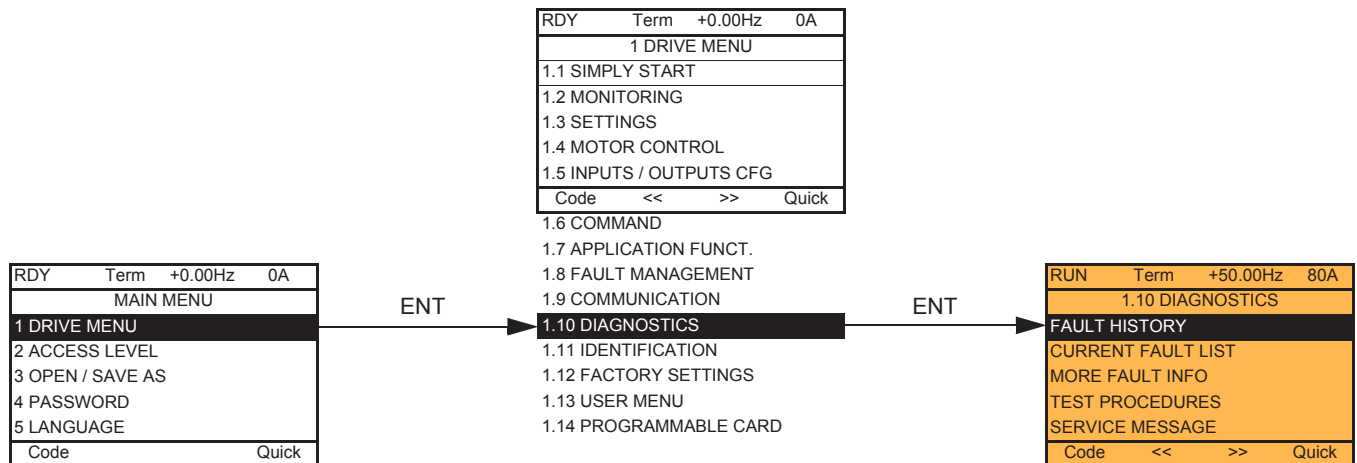 RDY Term +0.00Hz 0A
MAIN MENU
1 DRIVE MENU
2 ACCESS LEVEL
3 OPEN / SAVE AS
4 PASSWORD
5 LANGUAGE
Code Quick
ENT
RDY Term +0.00Hz 0A
1 DRIVE MENU
1.1 SIMPLY START
1.2 MONITORING
1.3 SETTINGS
1.4 MOTOR CONTROL
1.5 INPUTS / OUTPUTS CFG
Code << >> Quick
1.6 COMMAND
1.7 APPLICATION FUNCT.
1.8 FAULT MANAGEMENT
1.9 COMMUNICATION
1.10 DIAGNOSTICS
1.11 IDENTIFICATION
1.12 FACTORY SETTINGS
1.13 USER MENU
1.14 PROGRAMMABLE CARD
ENT
RUN Term +50.00Hz 80A
1.10 DIAGNOSTICS
FAULT HISTORY
CURRENT FAULT LIST
MORE FAULT INFO
TEST PROCEDURES
SERVICE MESSAGE
Code << >> Quick